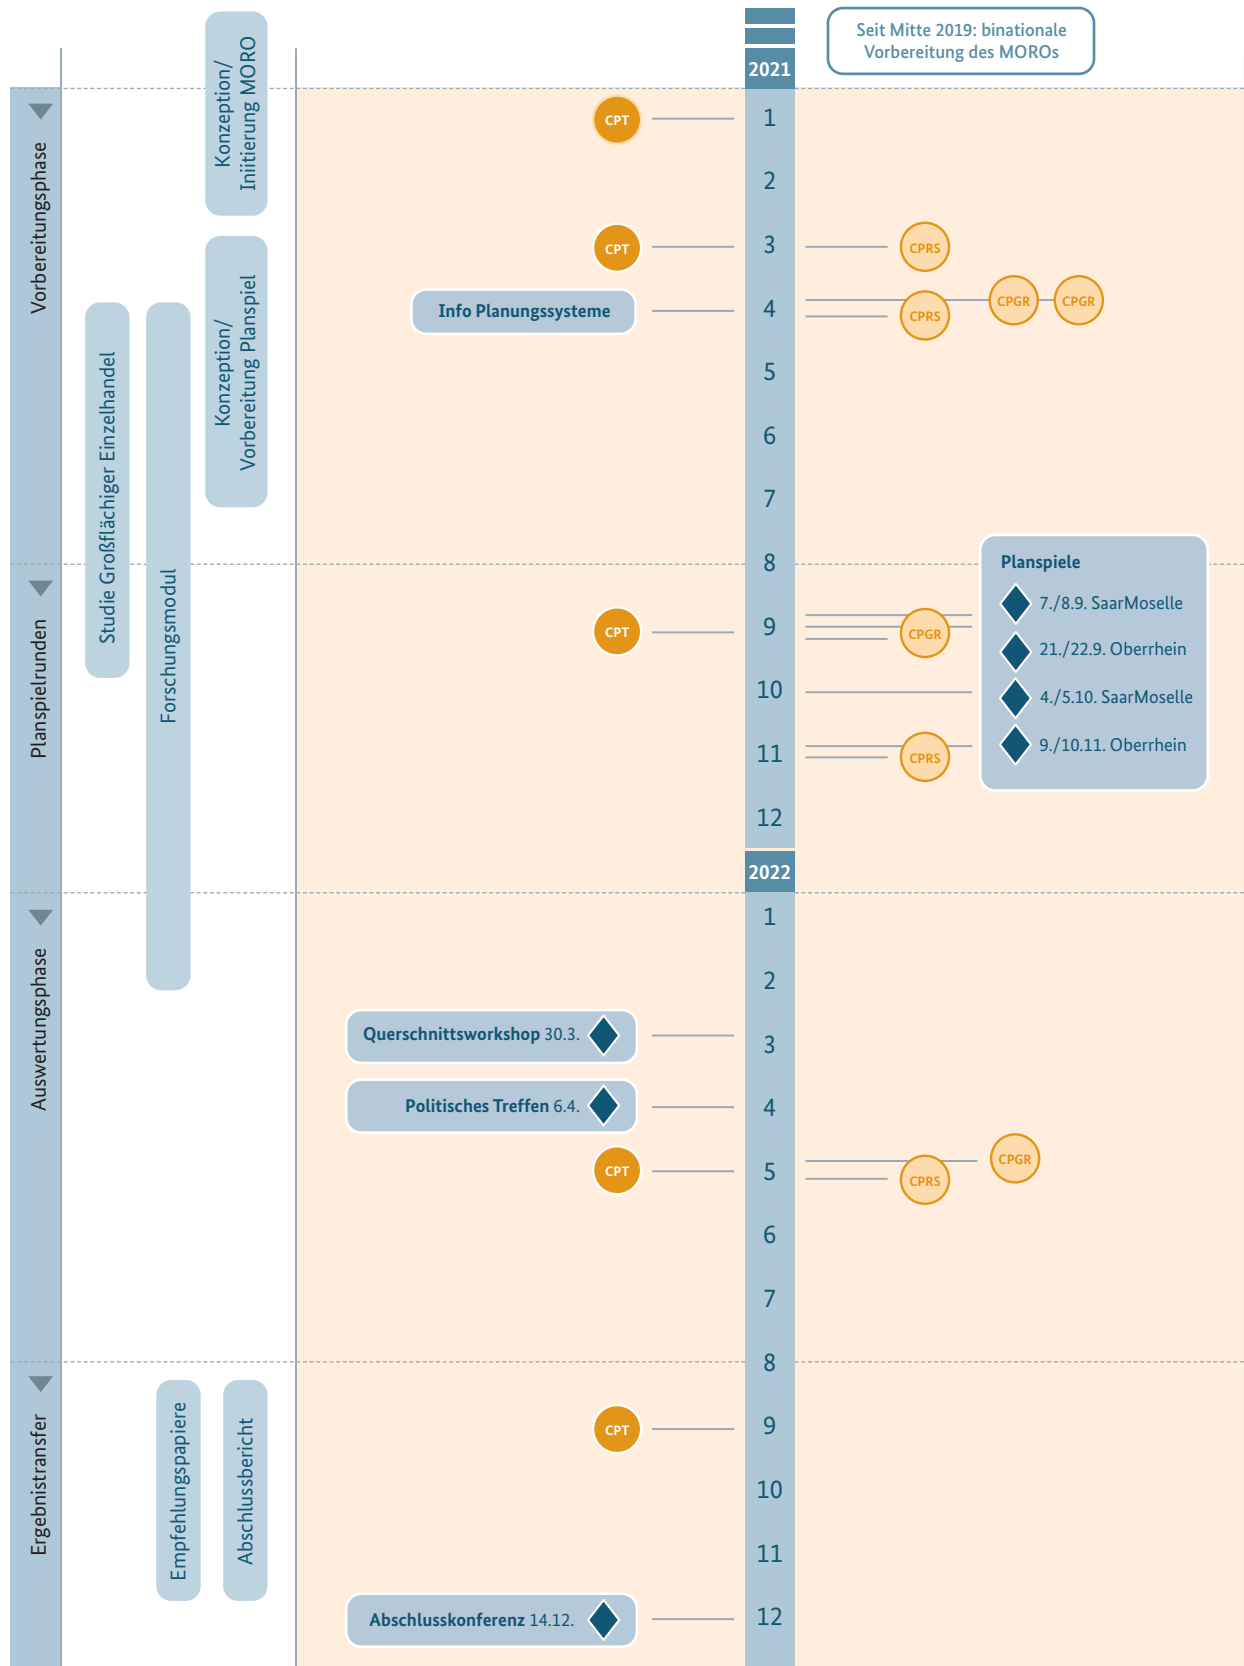 Seit Mitte 2019: binationale
Vorbereitung des MOROs
2021
Vorbereitungsphase
Konzeption/
Iniitierung MORO
CPT
1
2
CPT
3
CPRS
Konzeption/
Vorbereitung Planspiel
Info Planungssysteme
4
CPGR
CPGR
CPRS
Studie Großflächiger Einzelhandel
Forschungsmodul
5
6
7
8
Planspielrunden
Planspiele
7./8.9. SaarMoselle
21./22.9. Oberrhein
4./5.10. SaarMoselle
9./10.11. Oberrhein
CPT
9
CPGR
10
11
CPRS
12
2022
Auswertungsphase
1
2
Querschnittsworkshop 30.3.
3
Politisches Treffen 6.4.
4
CPT
5
CPGR
CPRS
6
7
8
Ergebnistransfer
Empfehlungspapiere
Abschlussbericht
CPT
9
10
11
Abschlusskonferenz 14.12.
12